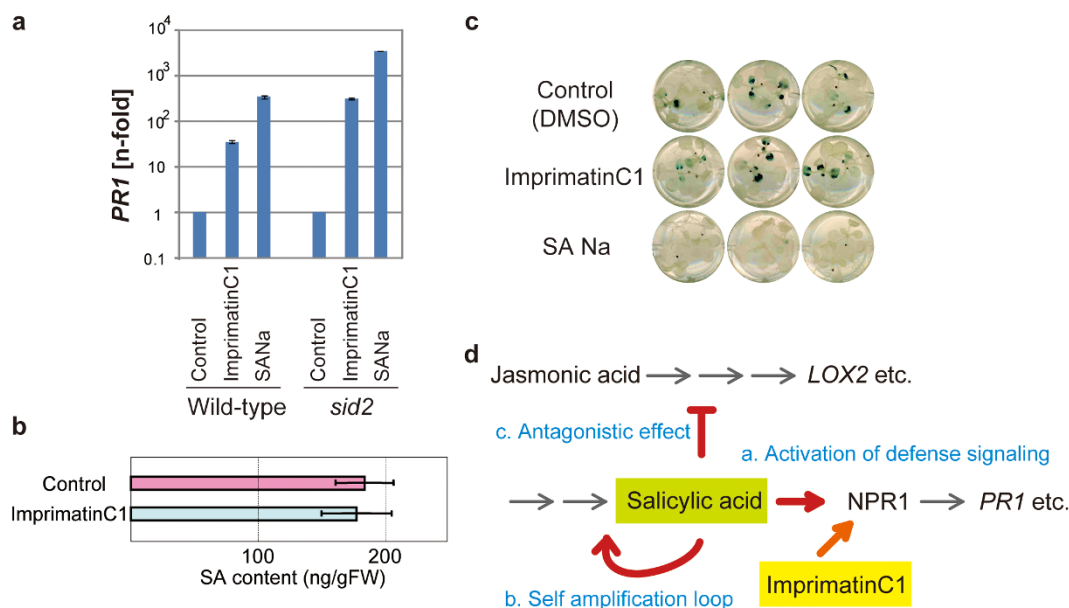 a
PR1 [n-fold]
10⁴
10³
10²
10
1
0.1
Control
ImprimatinC1
SANa
Control
ImprimatinC1
SANa
Wild-type
sid2
b
Control
ImprimatinC1
100
200
SA content (ng/gFW)
c
Control
(DMSO)
ImprimatinC1
SA Na
d
Jasmonic acid
LOX2 etc.
c. Antagonistic effect
a. Activation of defense signaling
Salicylic acid
NPR1
PR1 etc.
ImprimatinC1
b. Self amplification loop